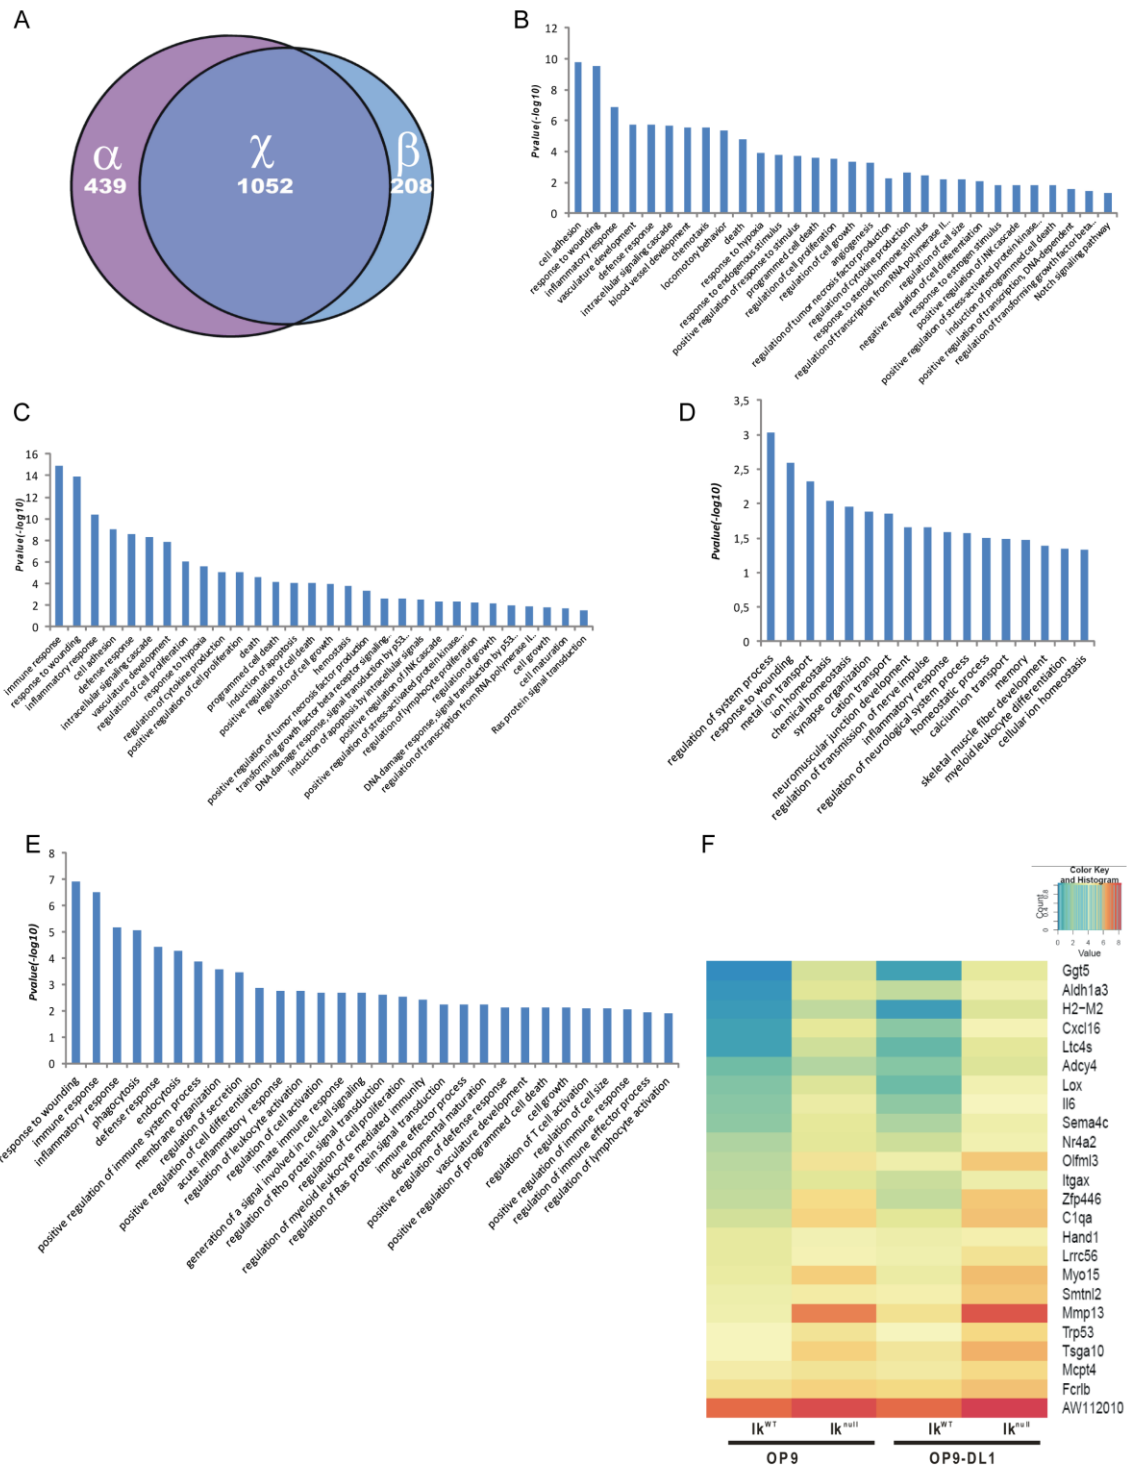 A
α
439
χ
1052
β
208
B
Pvalue(-log10)
12
10
8
6
4
2
0
cell adhesion
response to wounding
inflammatory response
vasculature development
defense response
intracellular signaling cascade
blood vessel development
chemotaxis
locomotory behavior
death
response to hypoxia
response to endogenous stimulus
positive regulation of response to stimulus
programmed cell death
regulation of cell proliferation
regulation of cell growth
angiogenesis
regulation of tumor necrosis factor production
regulation of cytokine production
response to steroid hormone stimulus
regulation of transcription from RNA polymerase II...
regulation of cell size
negative regulation of cell differentiation
response to estrogen stimulus
positive regulation of JNK cascade
positive regulation of stress-activated protein kinase...
induction of programmed cell death
positive regulation of transcription, DNA-dependent
regulation of transforming growth factor beta...
Notch signaling pathway
C
Pvalue(-log10)
16
14
12
10
8
6
4
2
0
immune response
response to wounding
inflammatory response
cell adhesion
defense response
intracellular signaling cascade
vasculature development
regulation of cell proliferation
response to hypoxia
regulation of cytokine production
positive regulation of cell proliferation
death
programmed cell death
induction of apoptosis
positive regulation of cell death
regulation of cell growth
hemostasis
positive regulation of tumor necrosis factor production
transforming growth factor beta receptor signaling...
DNA damage response, signal transduction by p53...
induction of apoptosis by intracellular signals
positive regulation of JNK cascade
positive regulation of stress-activated protein kinase...
regulation of lymphocyte proliferation
regulation of growth
DNA damage response, signal transduction by p53...
regulation of transcription from RNA polymerase II...
cell growth
cell maturation
Ras protein signal transduction
D
Pvalue(-log10)
3,5
3
2,5
2
1,5
1
0,5
0
regulation of system process
response to wounding
metal ion transport
ion homeostasis
chemical homeostasis
synapse organization
cation transport
neuromuscular junction development
regulation of transmission of nerve impulse
inflammatory response
regulation of neurological system process
homeostatic process
calcium ion transport
memory
skeletal muscle fiber development
myeloid leukocyte differentiation
cellular ion homeostasis
E
Pvalue(-log10)
8
7
6
5
4
3
2
1
0
response to wounding
immune response
inflammatory response
phagocytosis
defense response
endocytosis
positive regulation of immune system process
membrane organization
regulation of secretion
positive regulation of cell differentiation
acute inflammatory response
regulation of leukocyte activation
regulation of cell activation
innate immune response
generation of a signal involved in cell-cell signaling
regulation of Rho protein signal transduction
regulation of cell proliferation
regulation of myeloid leukocyte mediated immunity
regulation of Ras protein signal transduction
immune effector process
developmental maturation
positive regulation of defense response
vasculature development
positive regulation of programmed cell death
cell growth
regulation of T cell activation
regulation of cell size
positive regulation of immune response
regulation of immune effector process
regulation of lymphocyte activation
F
Color Key
and Histogram
Count
0 0.4 0.8
0 2 4 6 8
Value
Ggt5
Aldh1a3
H2−M2
Cxcl16
Ltc4s
Adcy4
Lox
Il6
Sema4c
Nr4a2
Olfml3
Itgax
Zfp446
C1qa
Hand1
Lrrc56
Myo15
Smtnl2
Mmp13
Trp53
Tsga10
Mcpt4
Fcrlb
AW112010
Ik^WT Ik^null Ik^WT Ik^null
OP9 OP9-DL1